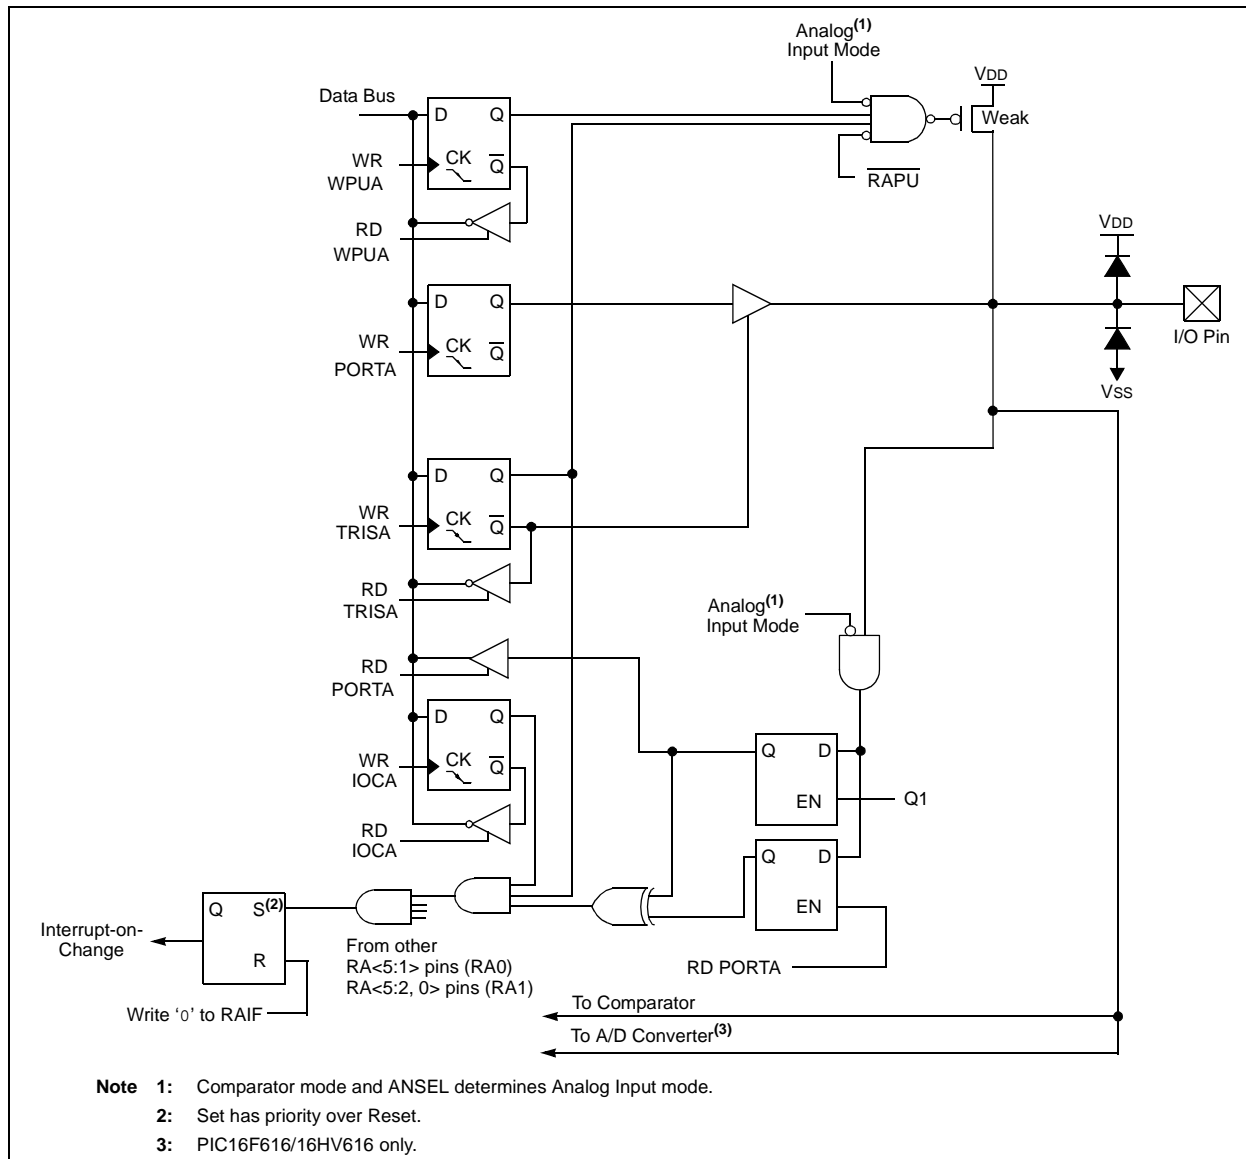 Analog(1)
Input Mode
VDD
Data Bus
D Q
Weak
WR
WPUA
CK Q̅
R̅A̅P̅U̅
RD
WPUA
VDD
D Q
I/O Pin
WR
PORTA
CK Q̅
VSS
D Q
WR
TRISA
CK Q̅
RD
TRISA
Analog(1)
Input Mode
RD
PORTA
D Q
Q D
WR
IOCA
CK Q̅
EN Q1
RD
IOCA
Q D
EN
Q S(2)
Interrupt-on-
Change
R
From other
RA<5:1> pins (RA0)
RA<5:2, 0> pins (RA1)
RD PORTA
Write ‘0’ to RAIF
To Comparator
To A/D Converter(3)
Note 1: Comparator mode and ANSEL determines Analog Input mode.
2: Set has priority over Reset.
3: PIC16F616/16HV616 only.